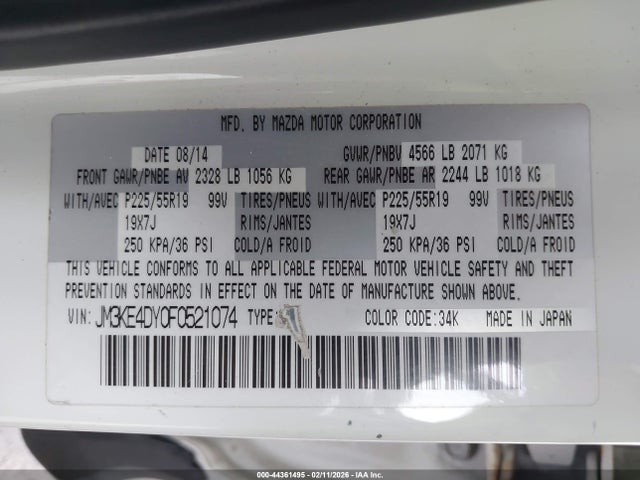 MFD. BY MAZDA MOTOR CORPORATION
DATE 08/14 GVWR/PNBV 4566 LB 2071 KG
FRONT GAWR/PNBE AV 2328 LB 1056 KG REAR GAWR/PNBE AR 2244 LB 1018 KG
WITH/AVEC P225/55R19 99V TIRES/PNEUS WITH/AVEC P225/55R19 99V TIRES/PNEUS
19X7J RIMS/JANTES 19X7J RIMS/JANTES
250 KPA/36 PSI COLD/A FROID 250 KPA/36 PSI COLD/A FROID
THIS VEHICLE CONFORMS TO ALL APPLICABLE FEDERAL MOTOR VEHICLE SAFETY AND THEFT
PREVENTION STANDARDS IN EFFECT ON THE DATE OF MANUFACTURE SHOWN ABOVE.
VIN: JM3KE4DY0F0521074 TYPE: COLOR CODE: 34K MADE IN JAPAN
000-44361495 - 02/11/2026 - © IAA Inc.